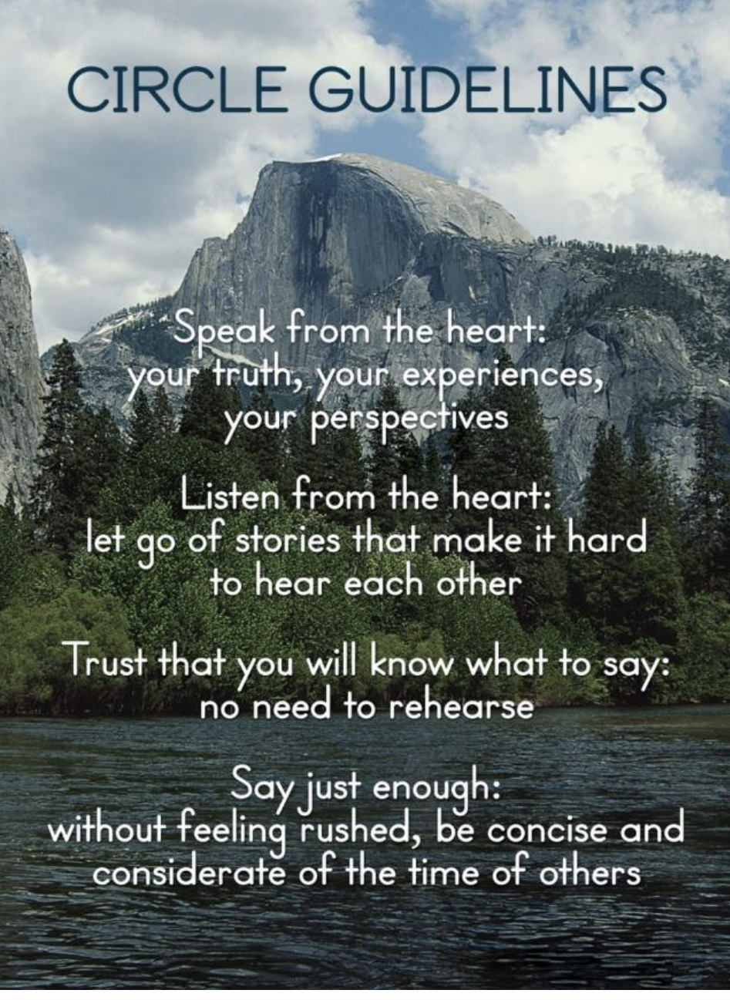 CIRCLE GUIDELINES
Speak from the heart:
your truth, your experiences,
your perspectives
Listen from the heart:
let go of stories that make it hard
to hear each other
Trust that you will know what to say:
no need to rehearse
Say just enough:
without feeling rushed, be concise and
considerate of the time of others